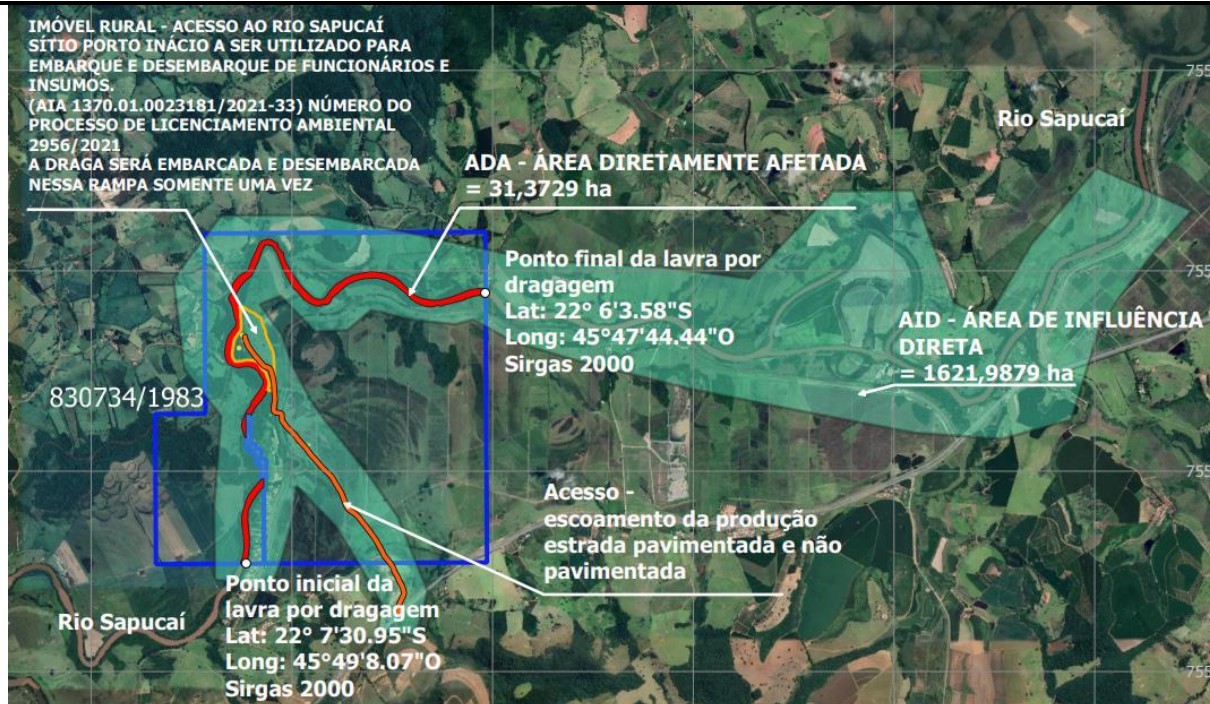 IMÓVEL RURAL - ACESSO AO RIO SAPUCAÍ
SÍTIO PORTO INÁCIO A SER UTILIZADO PARA
EMBARQUE E DESEMBARQUE DE FUNCIONÁRIOS E
INSUMOS.
(AIA 1370.01.0023181/2021-33) NÚMERO DO
PROCESSO DE LICENCIAMENTO AMBIENTAL
2956/2021
A DRAGA SERÁ EMBARCADA E DESEMBARCADA
NESSA RAMPA SOMENTE UMA VEZ
ADA - ÁREA DIRETAMENTE AFETADA
= 31,3729 ha
Rio Sapucaí
755
Ponto final da lavra por
dragagem
Lat: 22° 6'3.58"S
Long: 45°47'44.44"O
Sirgas 2000
755
AID - ÁREA DE INFLUÊNCIA
DIRETA
= 1621,9879 ha
830734/1983
755
Acesso -
escoamento da produção
estrada pavimentada e não
pavimentada
Ponto inicial da
lavra por dragagem
Lat: 22° 7'30.95"S
Long: 45°49'8.07"O
Sirgas 2000
Rio Sapucaí
755